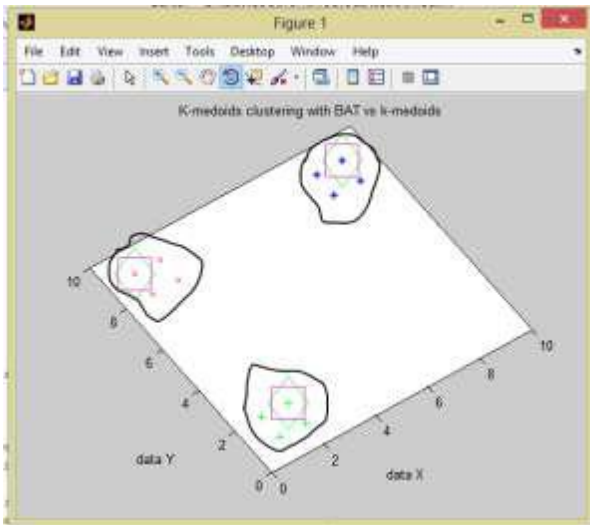 Figure 1
File Edit View Insert Tools Desktop Window Help
K-medoids clustering with BAT vs k-medoids
10
8
6
4
2
0
data Y
0
2
4
6
8
10
data X